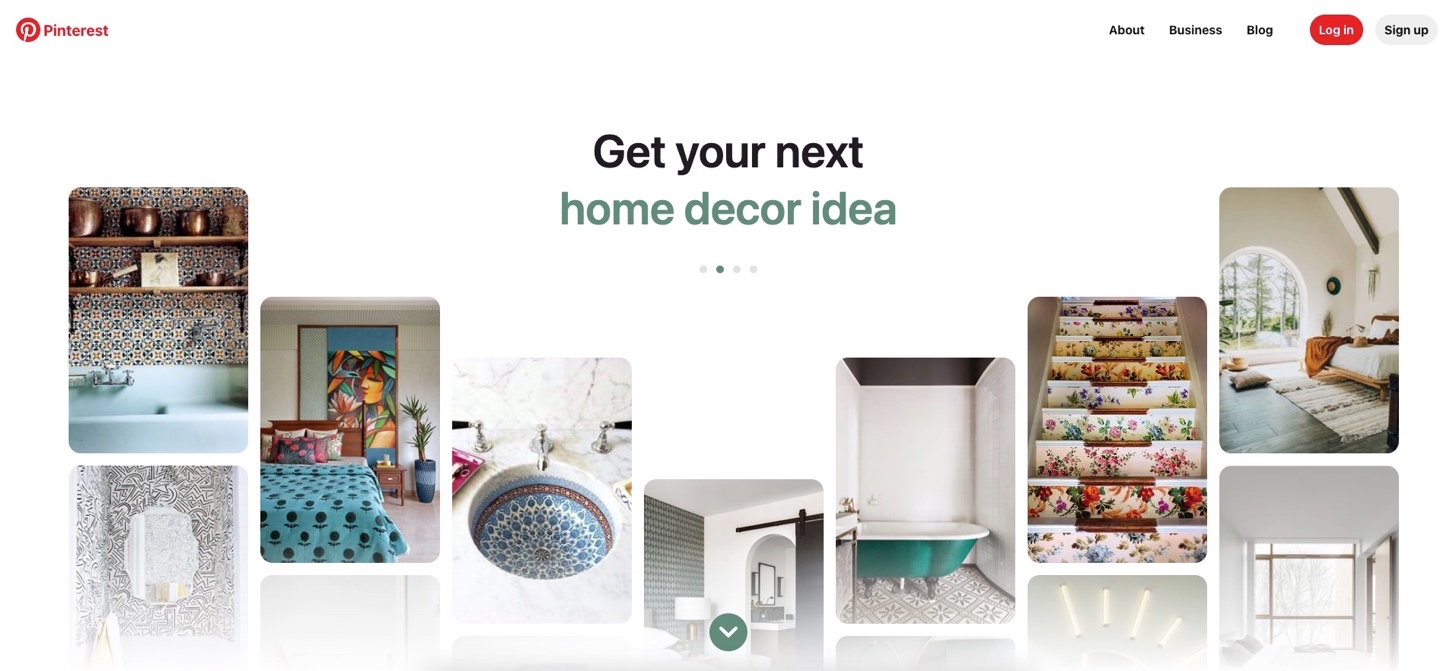 Pinterest
About
Business
Blog
Log in
Sign up
Get your next
home decor idea